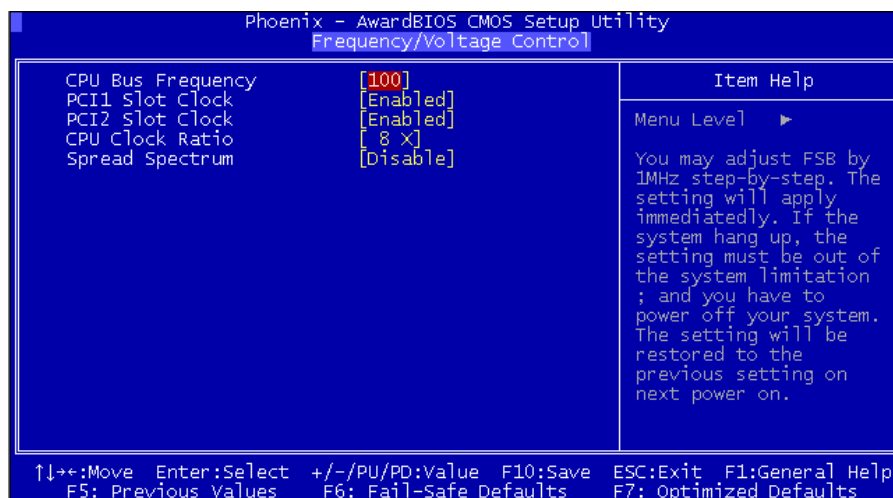 Phoenix - AwardBIOS CMOS Setup Utility
Frequency/Voltage Control
CPU Bus Frequency [100]
PCI1 Slot Clock [Enabled]
PCI2 Slot Clock [Enabled]
CPU Clock Ratio [ 8 X]
Spread Spectrum [Disable]
Item Help
Menu Level ►
You may adjust FSB by
1MHz step-by-step. The
setting will apply
immediatedly. If the
system hang up, the
setting must be out of
the system limitation
; and you have to
power off your system.
The setting will be
restored to the
previous setting on
next power on.
↑↓→←:Move Enter:Select +/-/PU/PD:Value F10:Save ESC:Exit F1:General Help
F5: Previous Values F6: Fail-Safe Defaults F7: Optimized Defaults